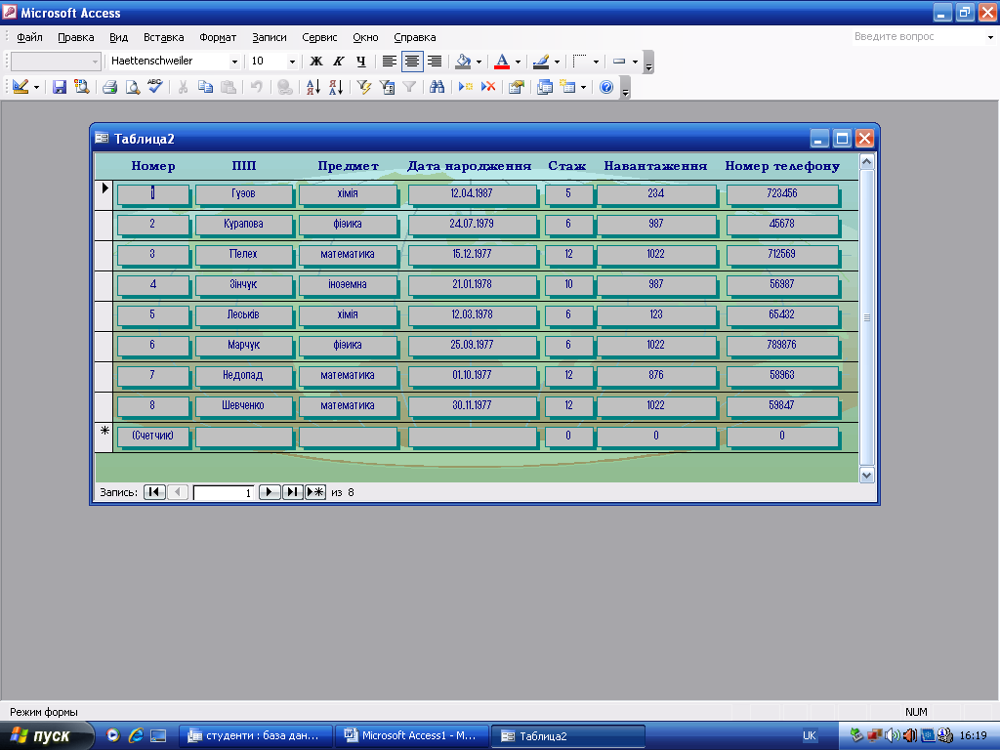 Microsoft Access
Файл Правка Вид Вставка Формат Записи Сервис Окно Справка Введите вопрос
Haettenschweiler 10 Ж К Ч
Таблица2
Номер ПІП Предмет Дата народження Стаж Навантаження Номер телефону
1 Гузов хімія 12.04.1987 5 234 723456
2 Курапова фізика 24.07.1979 6 987 45678
3 Пелех математика 15.12.1977 12 1022 712569
4 Зінчук іноземна 21.01.1978 10 987 56987
5 Леськів хімія 12.03.1978 6 123 65432
6 Марчук фізика 25.09.1977 6 1022 789876
7 Недопад математика 01.10.1977 12 876 58963
8 Шевченко математика 30.11.1977 12 1022 59847
(Счетчик) 0 0 0
Запись: 1 из 8
Режим формы NUM
пуск студенти : база дан... Microsoft Access1 - M... Таблица2 UK 16:19